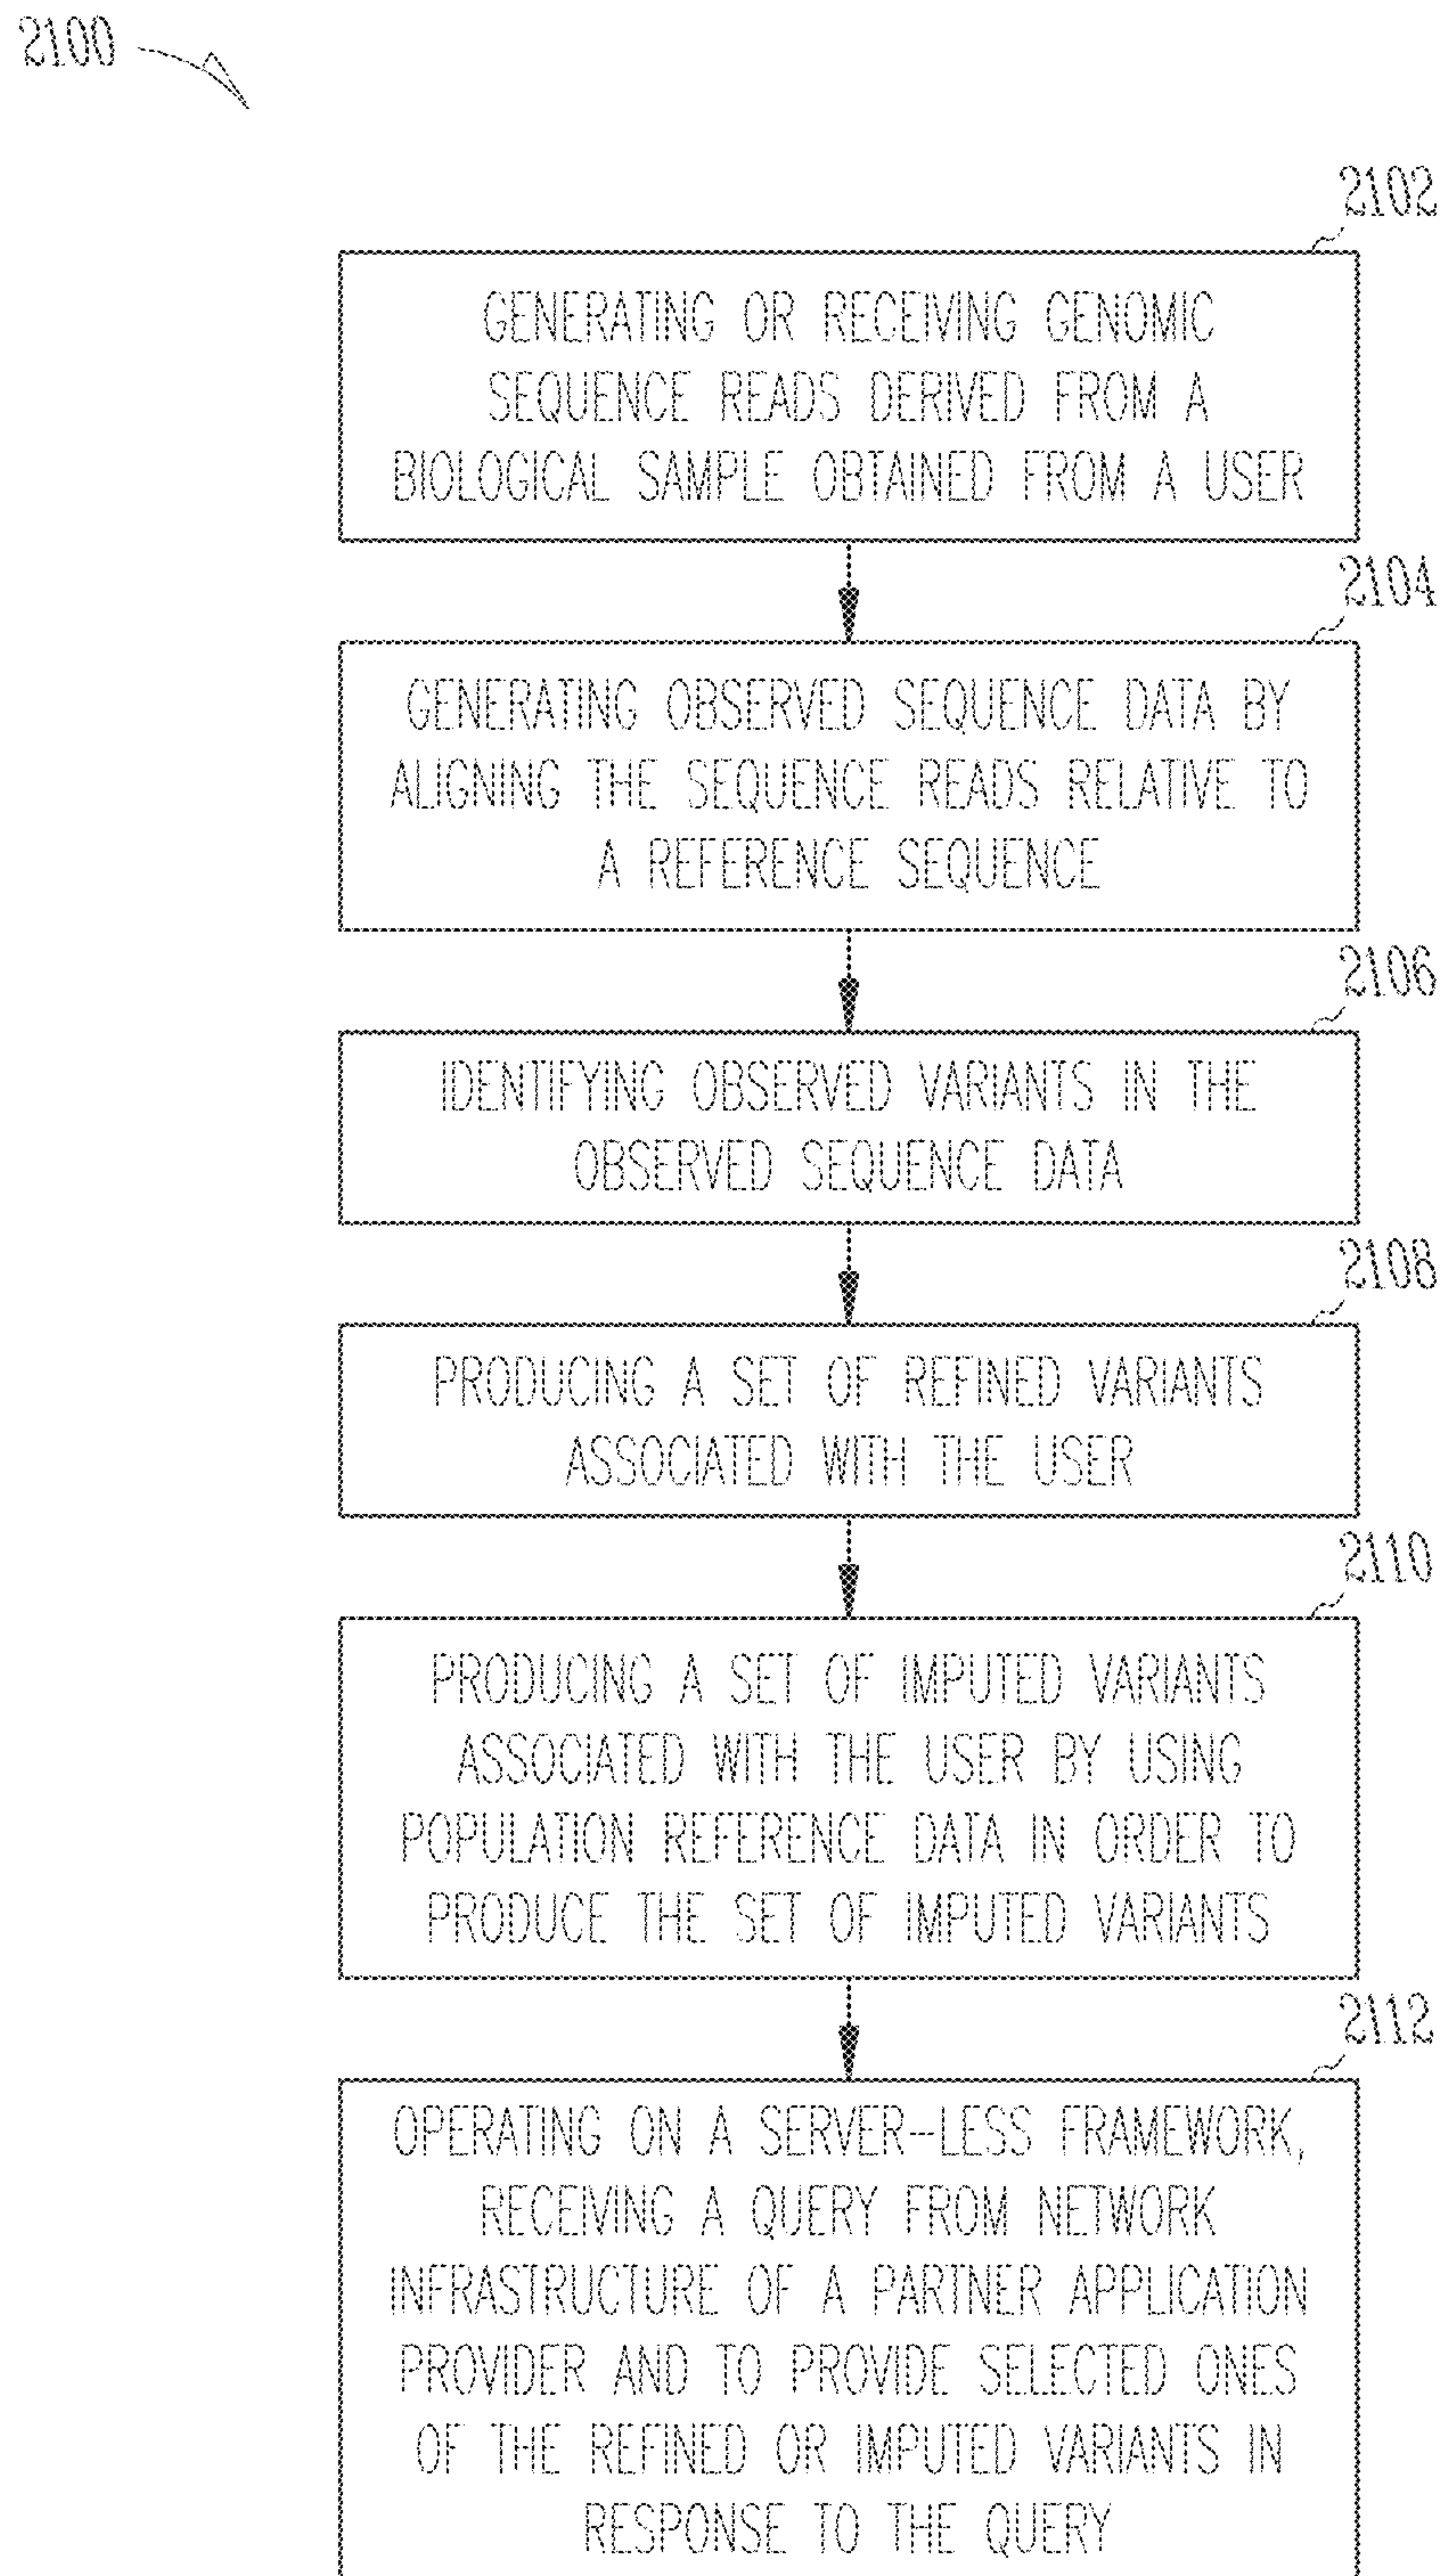 2100
2102
GENERATING OR RECEIVING GENOMIC
SEQUENCE READS DERIVED FROM A
BIOLOGICAL SAMPLE OBTAINED FROM A USER
2104
GENERATING OBSERVED SEQUENCE DATA BY
ALIGNING THE SEQUENCE READS RELATIVE TO
A REFERENCE SEQUENCE
2106
IDENTIFYING OBSERVED VARIANTS IN THE
OBSERVED SEQUENCE DATA
2108
PRODUCING A SET OF REFINED VARIANTS
ASSOCIATED WITH THE USER
2110
PRODUCING A SET OF IMPUTED VARIANTS
ASSOCIATED WITH THE USER BY USING
POPULATION REFERENCE DATA IN ORDER TO
PRODUCE THE SET OF IMPUTED VARIANTS
2112
OPERATING ON A SERVER-LESS FRAMEWORK,
RECEIVING A QUERY FROM NETWORK
INFRASTRUCTURE OF A PARTNER APPLICATION
PROVIDER AND TO PROVIDE SELECTED ONES
OF THE REFINED OR IMPUTED VARIANTS IN
RESPONSE TO THE QUERY